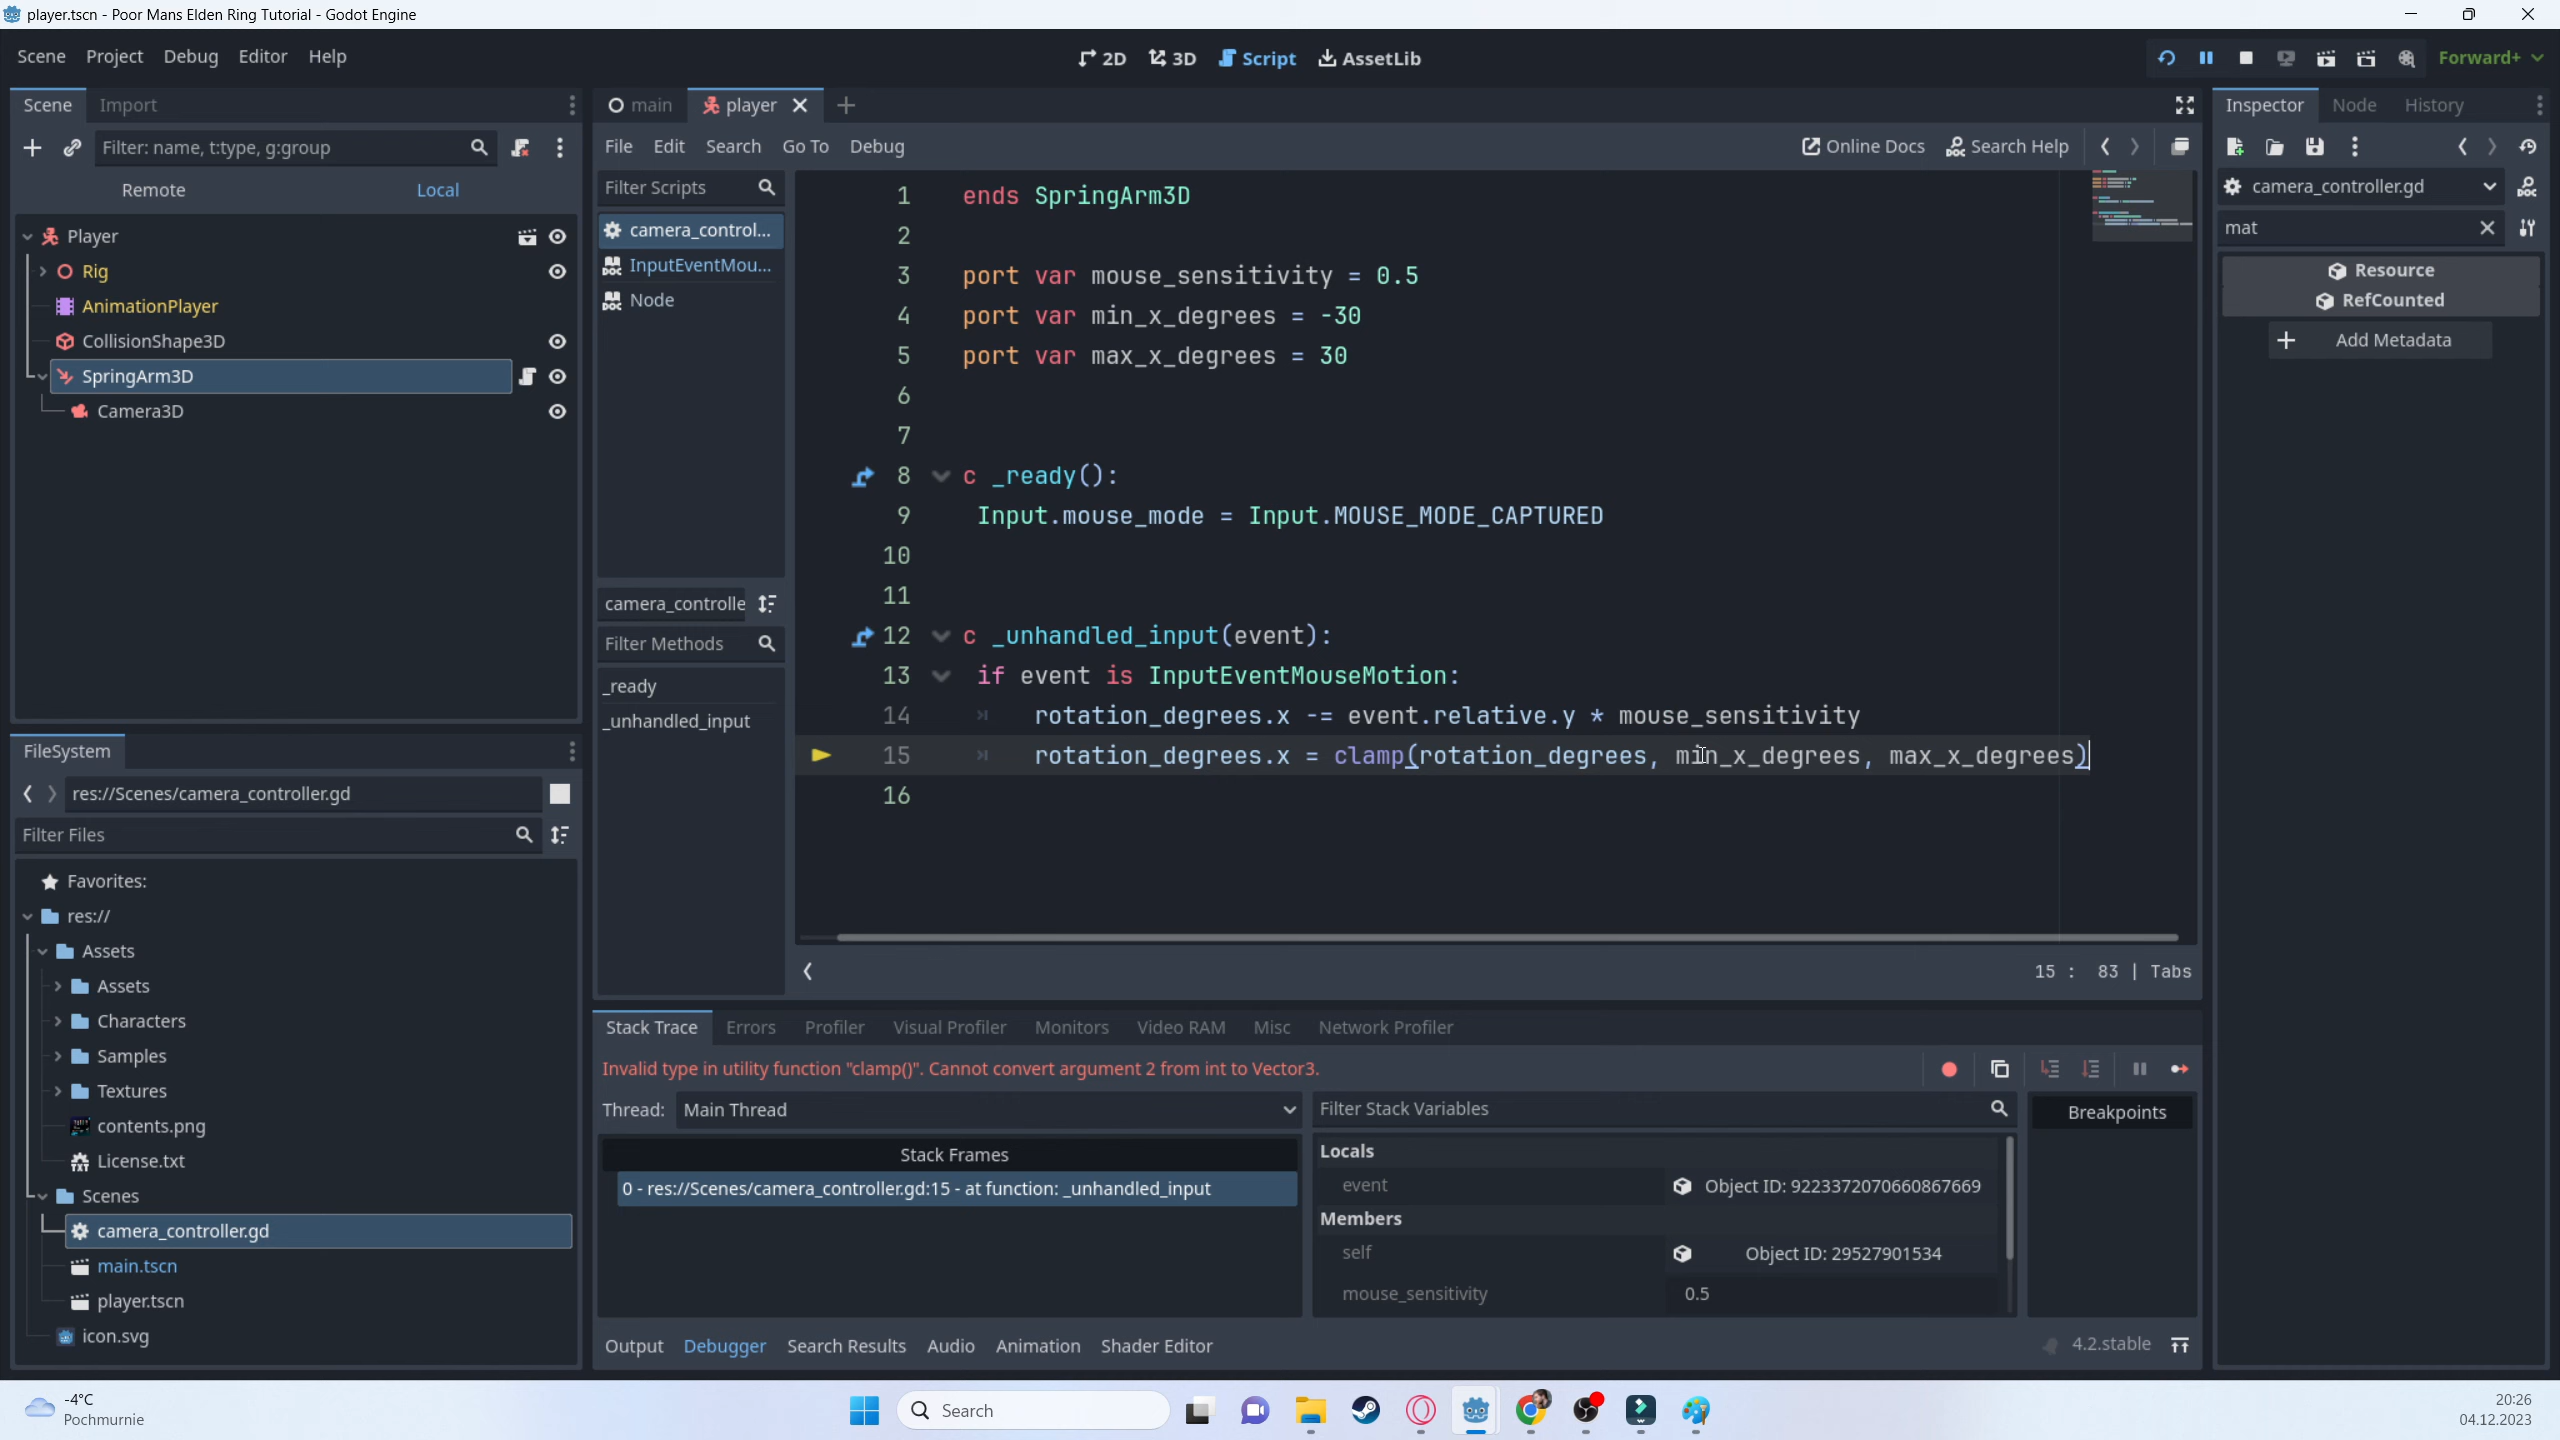 player.tscn - Poor Mans Elden Ring Tutorial - Godot Engine
Scene Project Debug Editor Help
2D 3D Script AssetLib
Forward+
Scene Import
Filter: name, t:type, g:group
Remote Local
Player
Rig
AnimationPlayer
CollisionShape3D
SpringArm3D
Camera3D
FileSystem
res://Scenes/camera_controller.gd
Filter Files
Favorites:
res://
Assets
Assets
Characters
Samples
Textures
contents.png
License.txt
Scenes
camera_controller.gd
main.tscn
player.tscn
icon.svg
main player
File Edit Search Go To Debug
Online Docs Search Help
Filter Scripts
camera_control...
InputEventMou...
Node
camera_controlle
Filter Methods
_ready
_unhandled_input
1 ends SpringArm3D
2
3 port var mouse_sensitivity = 0.5
4 port var min_x_degrees = -30
5 port var max_x_degrees = 30
6
7
8 c _ready():
9 Input.mouse_mode = Input.MOUSE_MODE_CAPTURED
10
11
12 c _unhandled_input(event):
13 if event is InputEventMouseMotion:
14 rotation_degrees.x -= event.relative.y * mouse_sensitivity
15 rotation_degrees.x = clamp(rotation_degrees, min_x_degrees, max_x_degrees)
16
15 : 83 | Tabs
Stack Trace Errors Profiler Visual Profiler Monitors Video RAM Misc Network Profiler
Invalid type in utility function "clamp()". Cannot convert argument 2 from int to Vector3.
Thread: Main Thread
Stack Frames
0 - res://Scenes/camera_controller.gd:15 - at function: _unhandled_input
Filter Stack Variables
Locals
event Object ID: 9223372070660867669
Members
self Object ID: 29527901534
mouse_sensitivity 0.5
Breakpoints
Output Debugger Search Results Audio Animation Shader Editor
4.2.stable
Inspector Node History
camera_controller.gd
mat
Resource
RefCounted
Add Metadata
-4°C
Pochmurnie
Search
20:26
04.12.2023